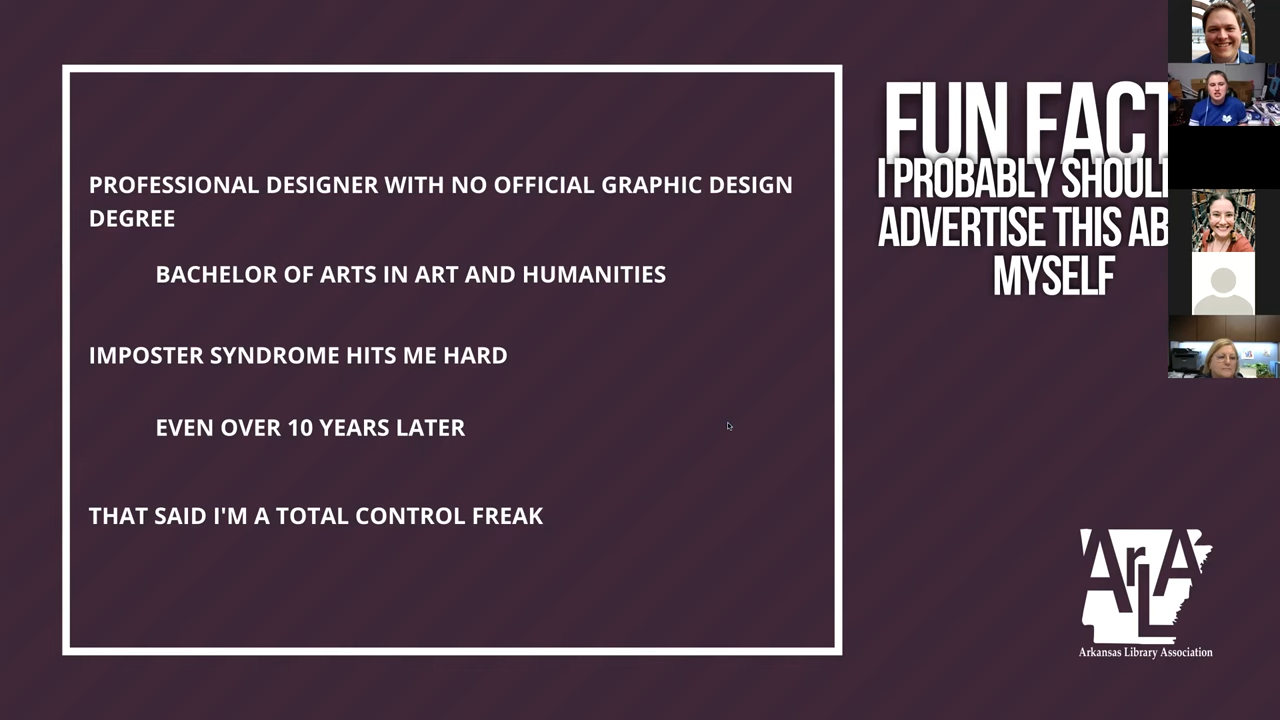 PROFESSIONAL DESIGNER WITH NO OFFICIAL GRAPHIC DESIGN
DEGREE
BACHELOR OF ARTS IN ART AND HUMANITIES
IMPOSTER SYNDROME HITS ME HARD
EVEN OVER 10 YEARS LATER
THAT SAID I'M A TOTAL CONTROL FREAK
FUN FACT
I PROBABLY
ADVERTISE THIS
MYSELF
ArLA
Arkansas Library Association